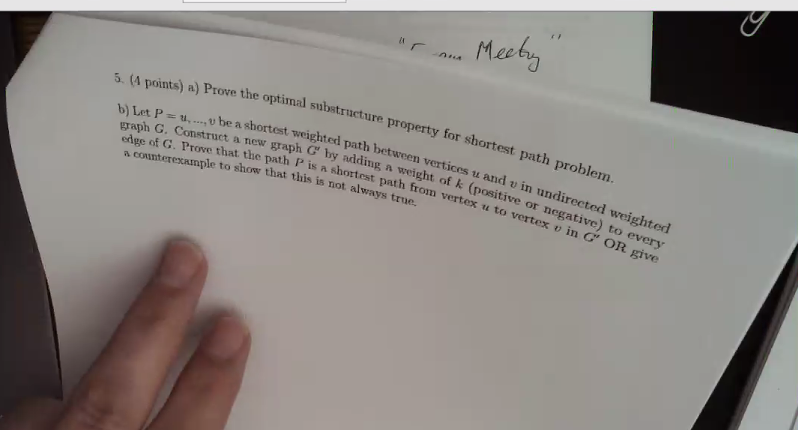 " Meeting "
5. (4 points) a) Prove the optimal substructure property for shortest path problem.
b) Let P = u, ..., v be a shortest weighted path between vertices u and v in undirected weighted
graph G. Construct a new graph G' by adding a weight of k (positive or negative) to every
edge of G. Prove that the path P is a shortest path from vertex u to vertex v in G' OR give
a counterexample to show that this is not always true.